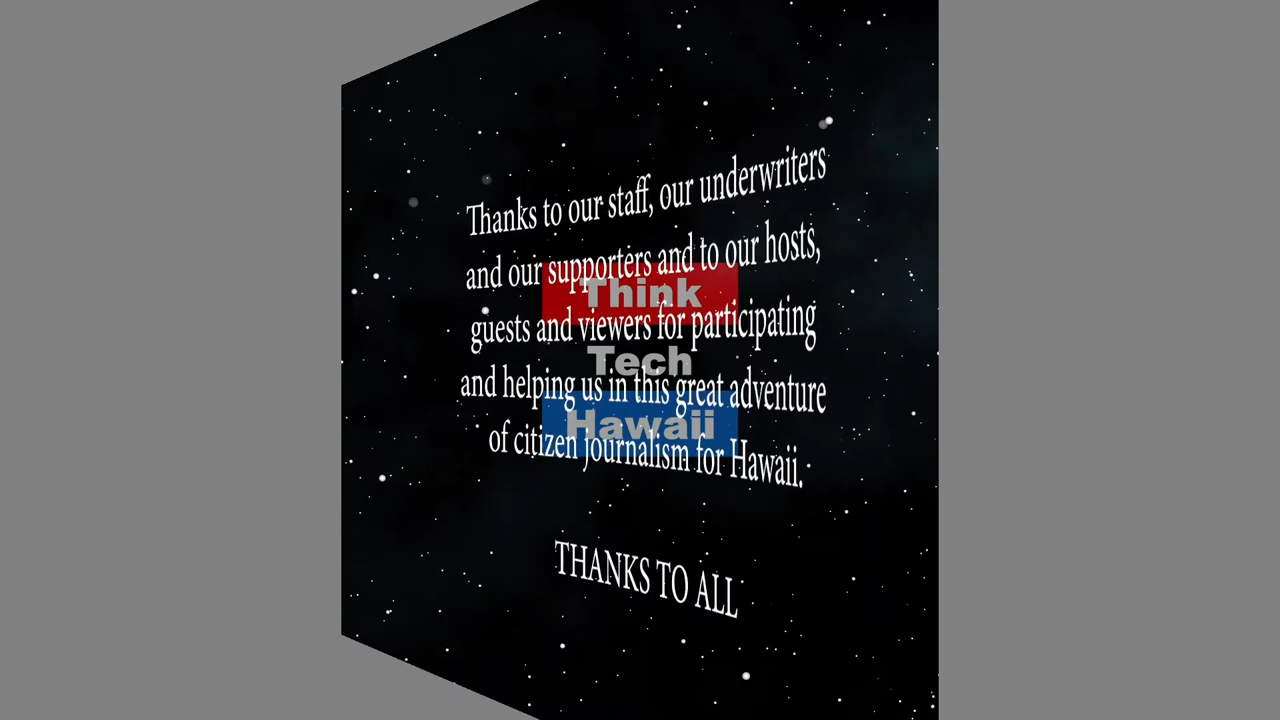 Thanks to our staff, our underwriters
and our supporters and to our hosts,
Think
guests and viewers for participating
Tech
and helping us in this great adventure
Hawaii
of citizen journalism for Hawaii.
THANKS TO ALL